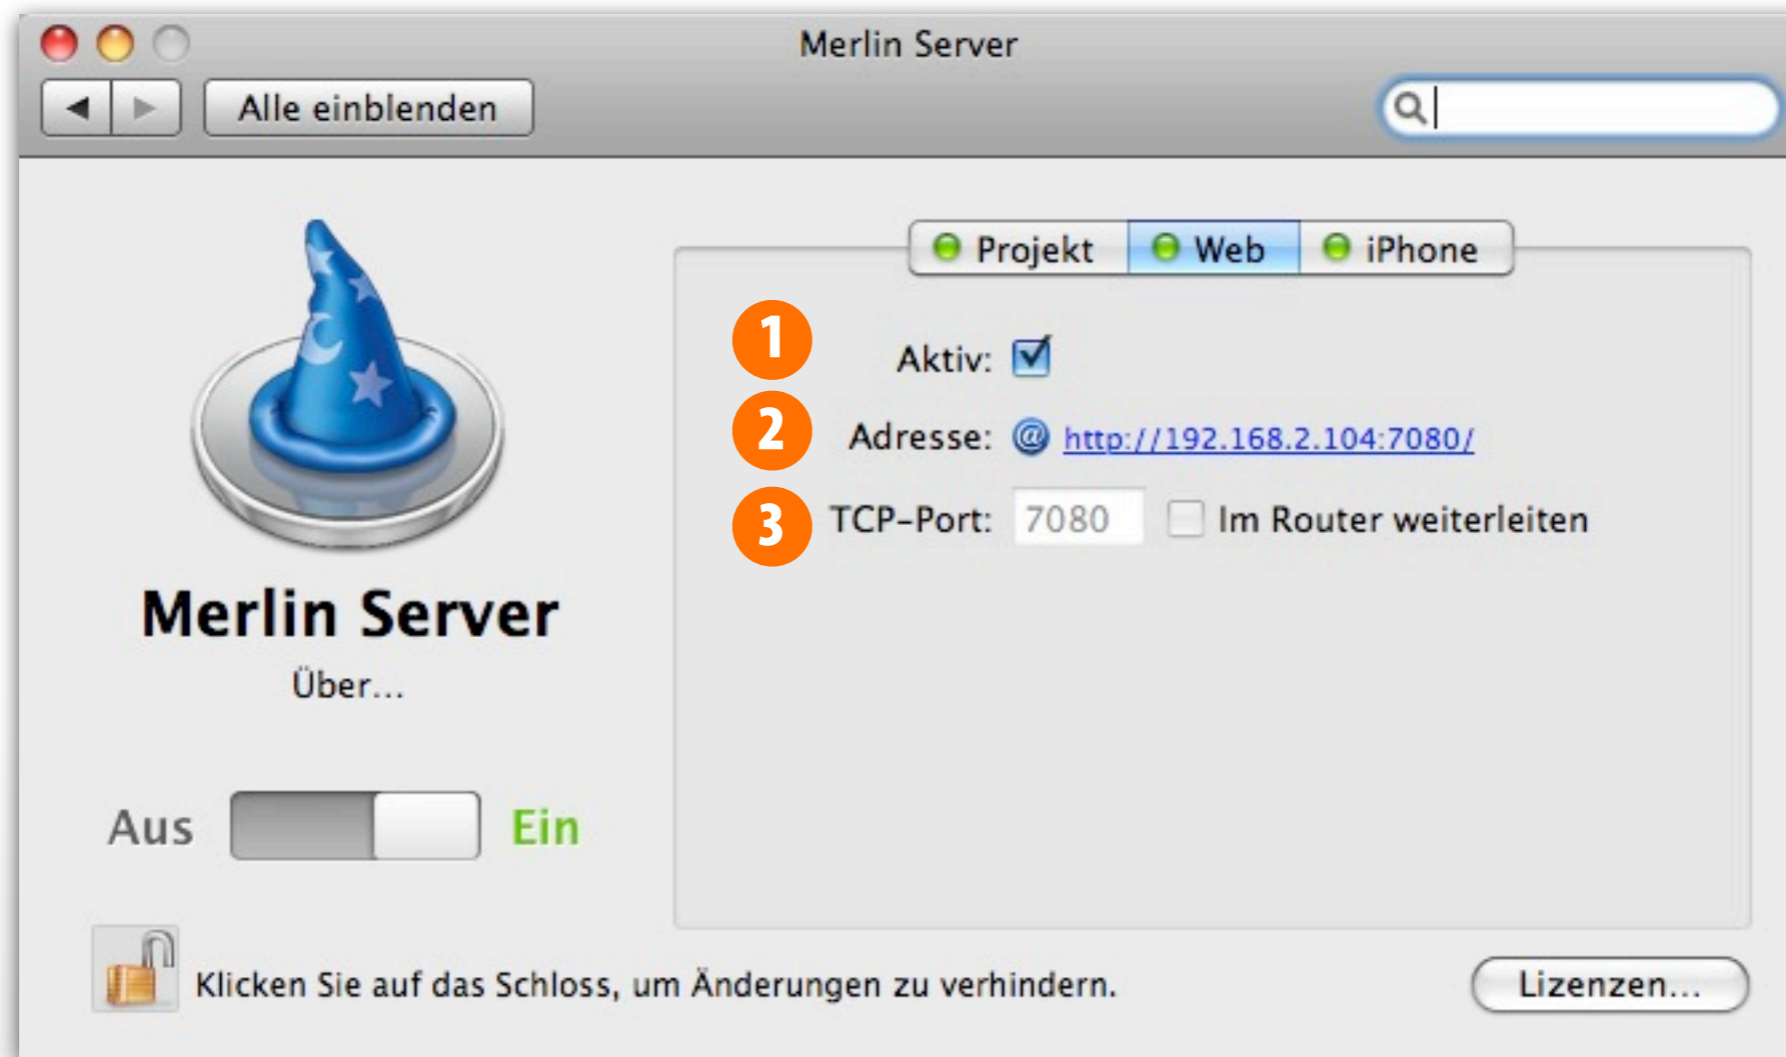 Merlin Server
Alle einblenden
Projekt Web iPhone
1 Aktiv:
2 Adresse: @ http://192.168.2.104:7080/
3 TCP-Port: 7080 Im Router weiterleiten
Merlin Server
Über...
Aus Ein
Klicken Sie auf das Schloss, um Änderungen zu verhindern.
Lizenzen...